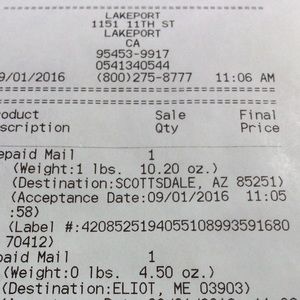 LAKEPORT
1151 11TH ST
LAKEPORT
CA
95453-9917
0541340544
9/01/2016 (800)275-8777 11:06 AM
roduct Sale Final
scription Qty Price
epaid Mail 1
(Weight:1 lbs. 10.20 oz.)
(Destination:SCOTTSDALE, AZ 85251)
(Acceptance Date:09/01/2016 11:05
:58)
(Label #:4208525194055108993591680
70412)
epaid Mail 1
(Weight:0 lbs. 4.50 oz.)
(Destination:ELIOT, ME 03903)